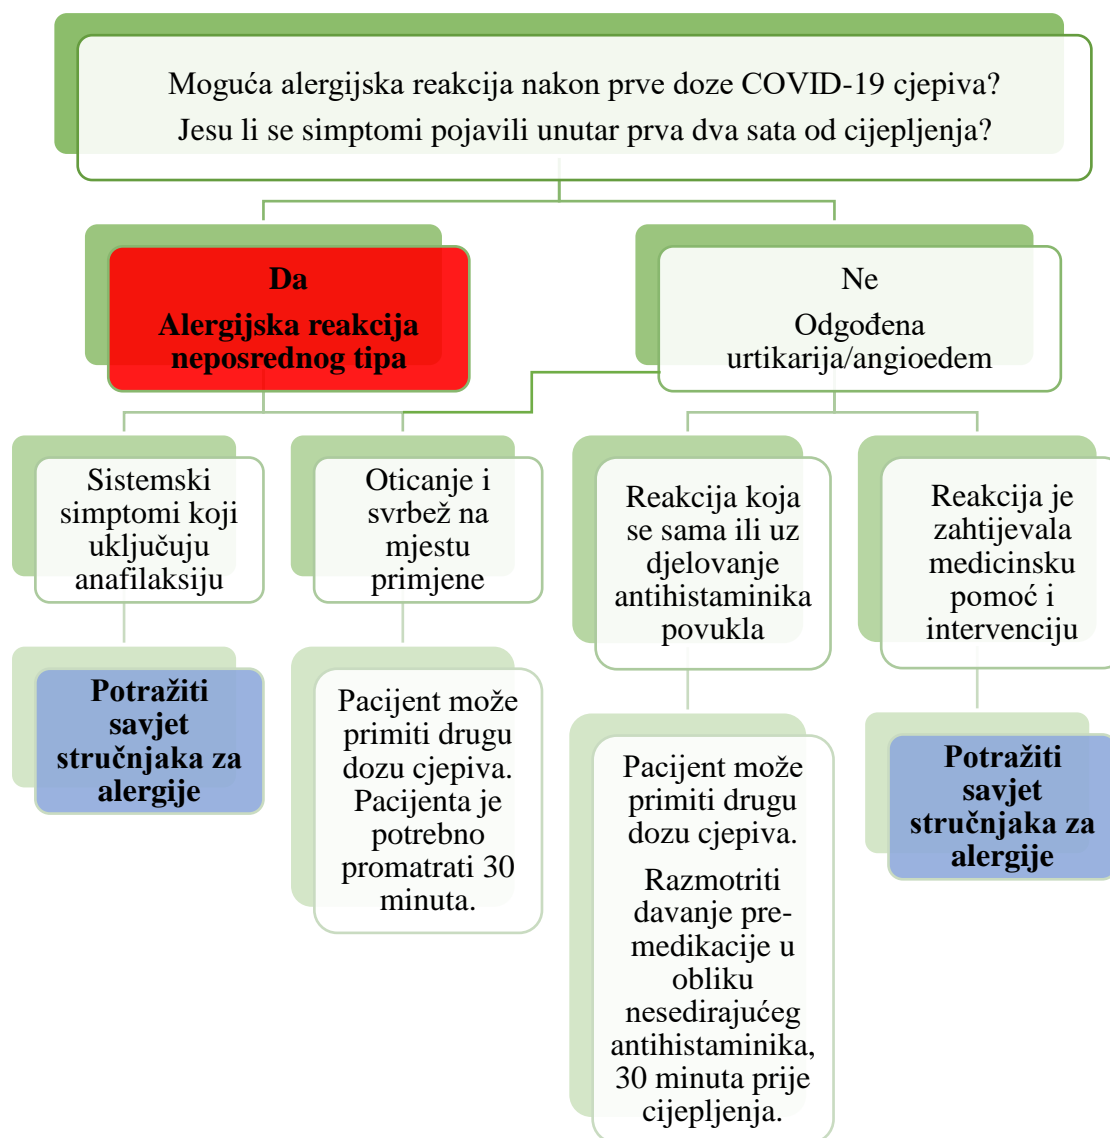 Moguća alergijska reakcija nakon prve doze COVID-19 cjepiva?
Jesu li se simptomi pojavili unutar prva dva sata od cijepljenja?
Da
Alergijska reakcija
neposrednog tipa
Ne
Odgođena
urtikarija/angioedem
Sistemski
simptomi koji
uključuju
anafilaksiju
Oticanje i
svrbež na
mjestu
primjene
Reakcija koja
se sama ili uz
djelovanje
antihistaminika
povukla
Reakcija je
zahtijevala
medicinsku
pomoć i
intervenciju
Potražiti
savjet
stručnjaka za
alergije
Pacijent može
primiti drugu
dozu cjepiva.
Pacijenta je
potrebno
promatrati 30
minuta.
Pacijent može
primiti drugu
dozu cjepiva.
Razmotriti
davanje pre-
medikacije u
obliku
nesedirajućeg
antihistaminika,
30 minuta prije
cijepljenja.
Potražiti
savjet
stručnjaka za
alergije